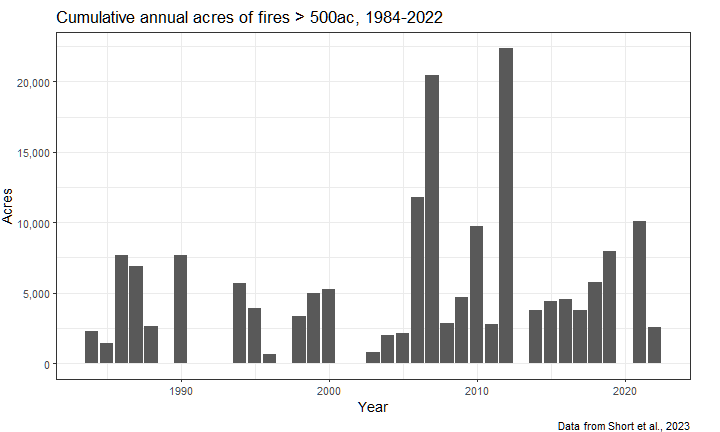 Cumulative annual acres of fires > 500ac, 1984-2022
20,000
15,000
10,000
5,000
0
Acres
1990 2000 2010 2020
Year
Data from Short et al., 2023